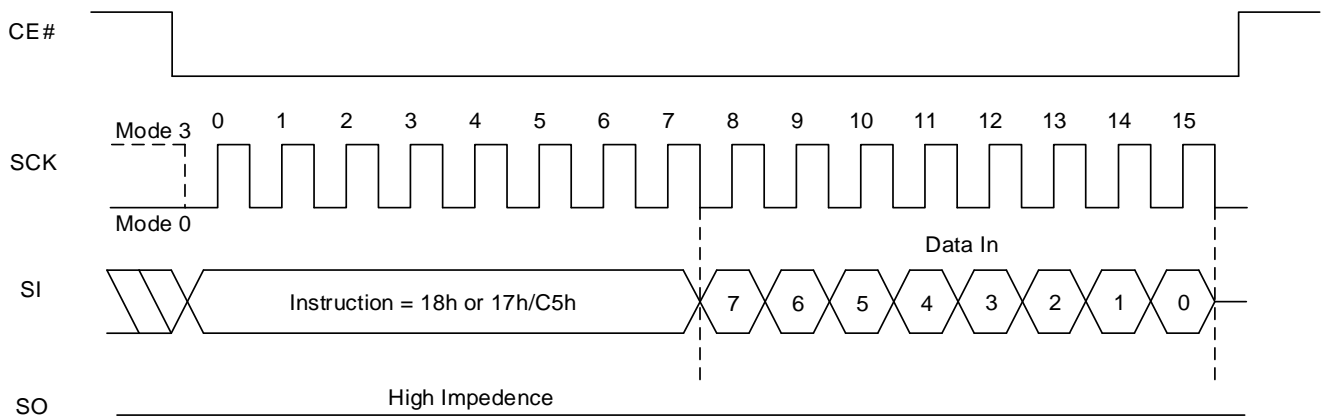 CE#
Mode 3
0 1 2 3 4 5 6 7 8 9 10 11 12 13 14 15
SCK
Mode 0
Data In
SI
Instruction = 18h or 17h/C5h
7 6 5 4 3 2 1 0
High Impedence
SO